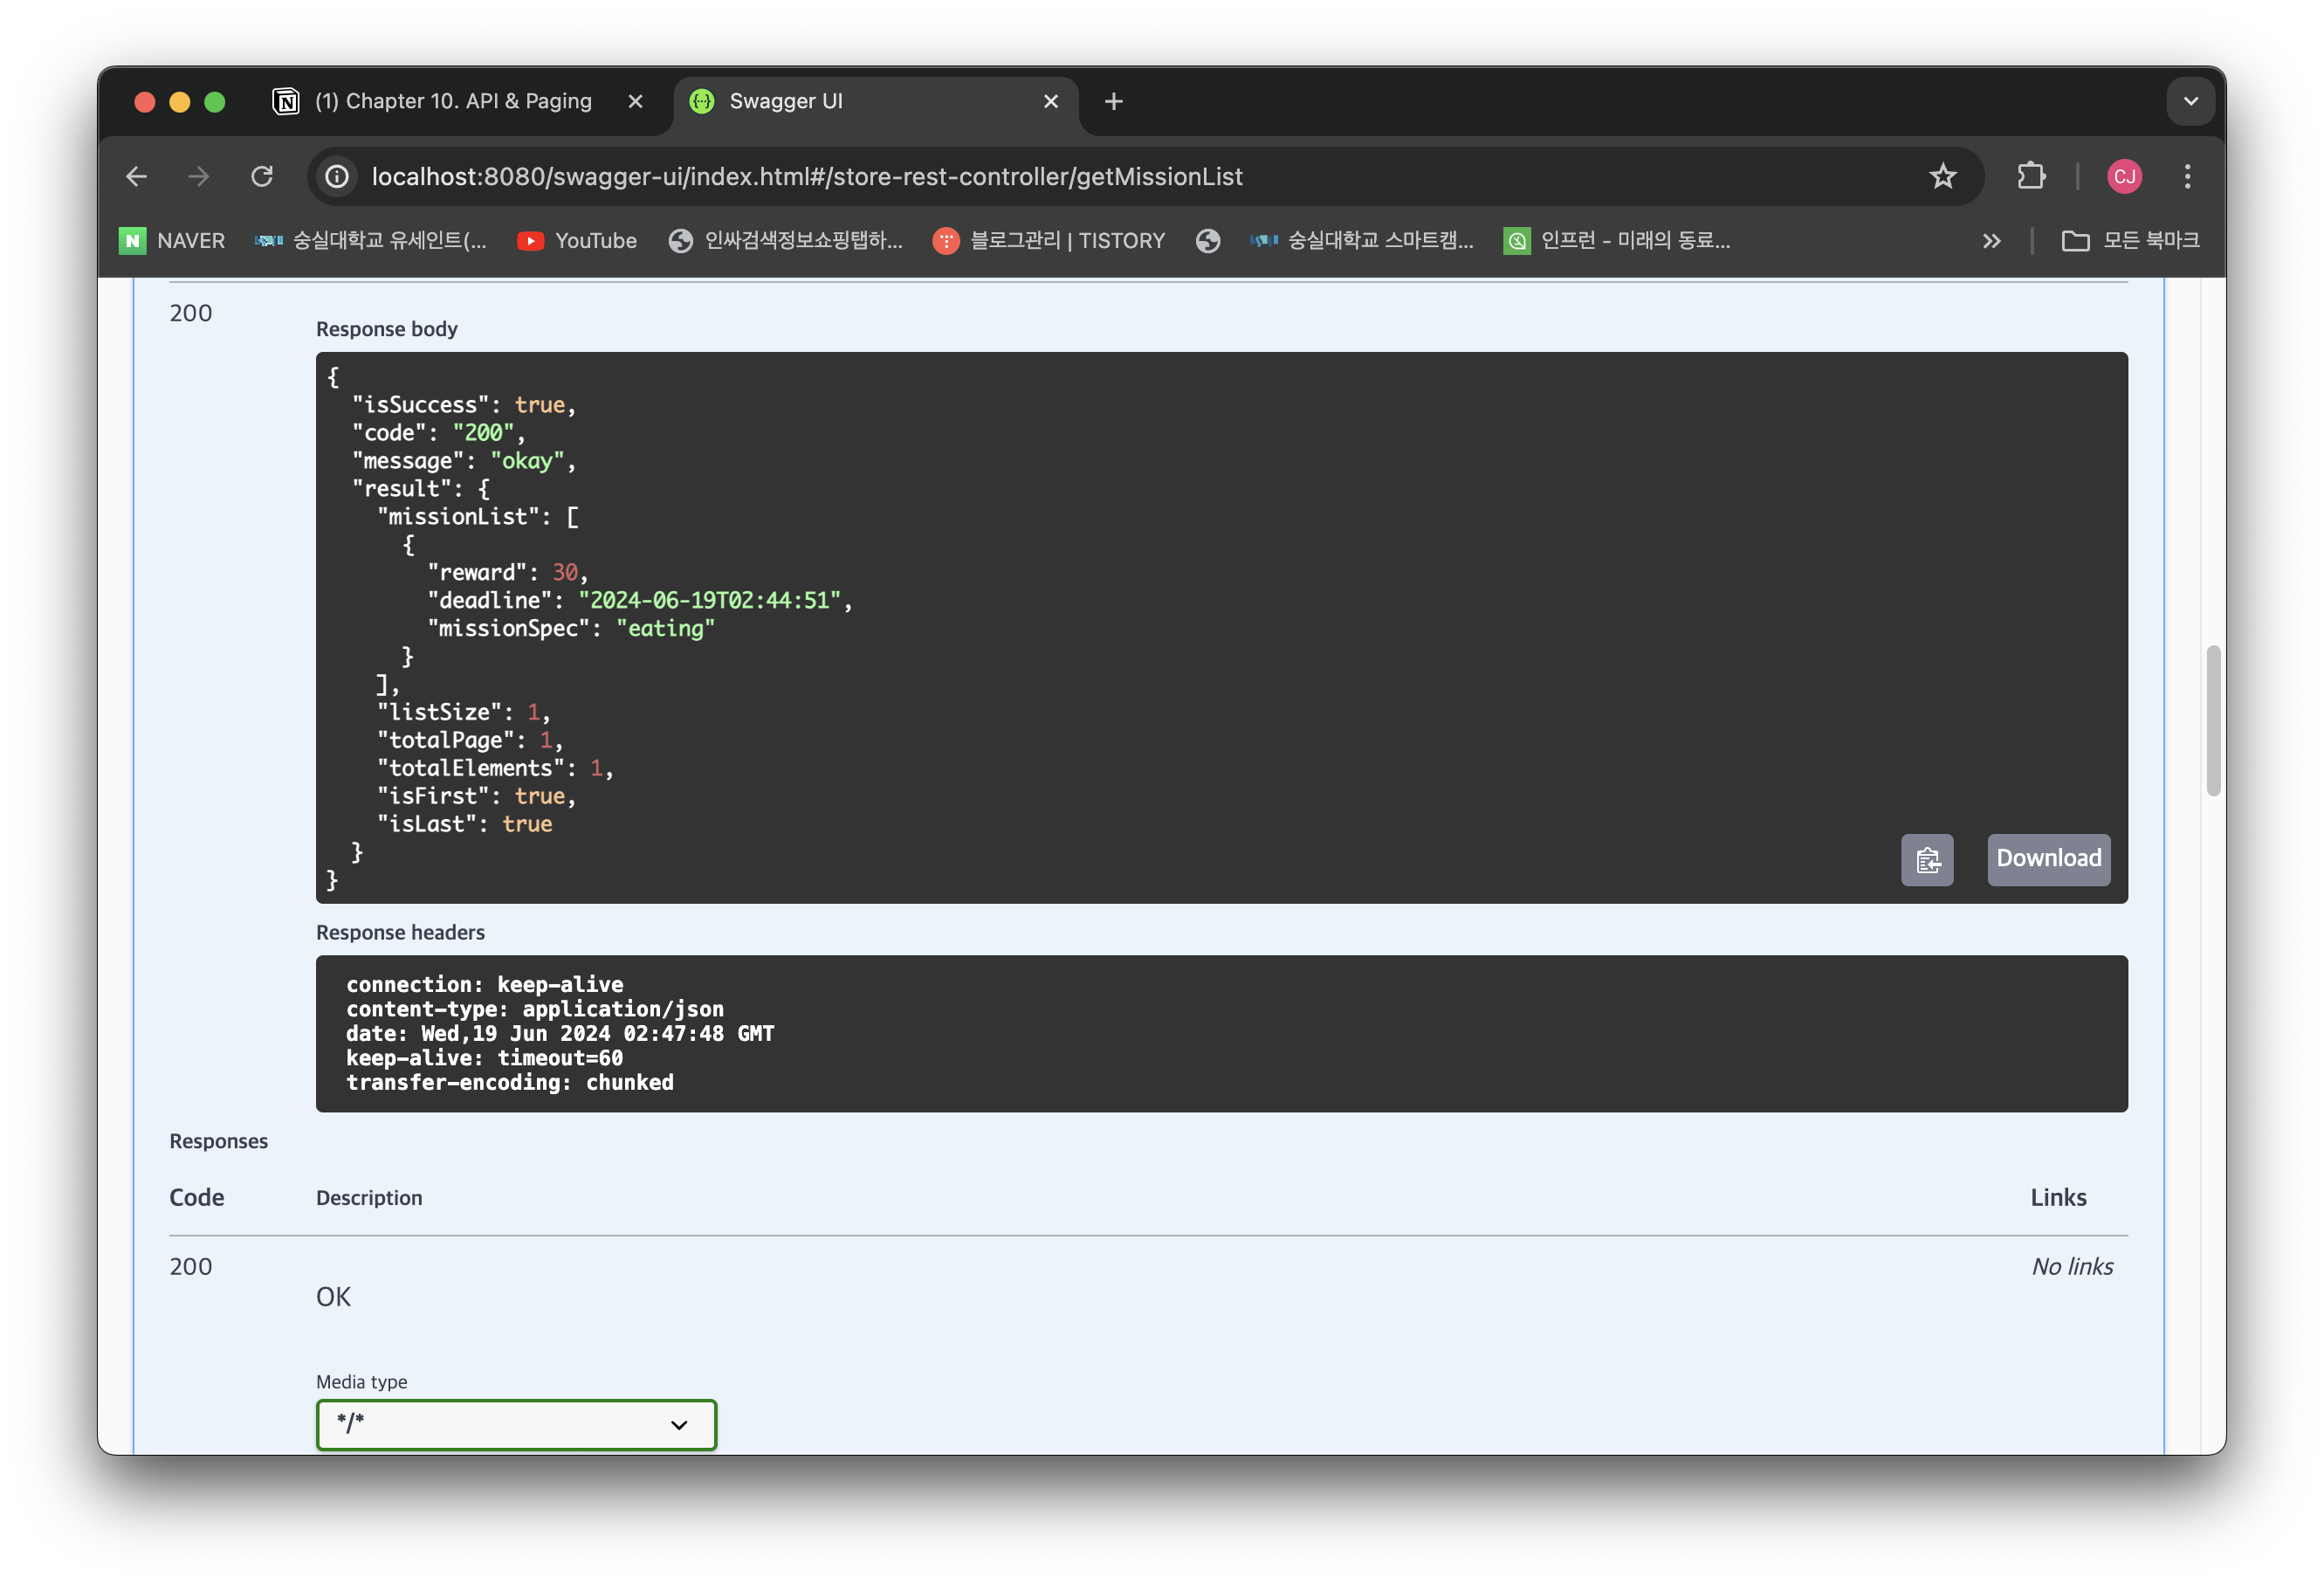 (1) Chapter 10. API & Paging
Swagger UI
localhost:8080/swagger-ui/index.html#/store-rest-controller/getMissionList
CJ
NAVER
숭실대학교 유세인트(...
YouTube
인싸검색정보쇼핑탭하...
블로그관리 | TISTORY
숭실대학교 스마트캠...
인프런 - 미래의 동료...
모든 북마크
200
Response body
{
"isSuccess": true,
"code": "200",
"message": "okay",
"result": {
"missionList": [
{
"reward": 30,
"deadline": "2024-06-19T02:44:51",
"missionSpec": "eating"
}
],
"listSize": 1,
"totalPage": 1,
"totalElements": 1,
"isFirst": true,
"isLast": true
}
}
Download
Response headers
connection: keep-alive
content-type: application/json
date: Wed,19 Jun 2024 02:47:48 GMT
keep-alive: timeout=60
transfer-encoding: chunked
Responses
Code Description Links
200 No links
OK
Media type
*/*